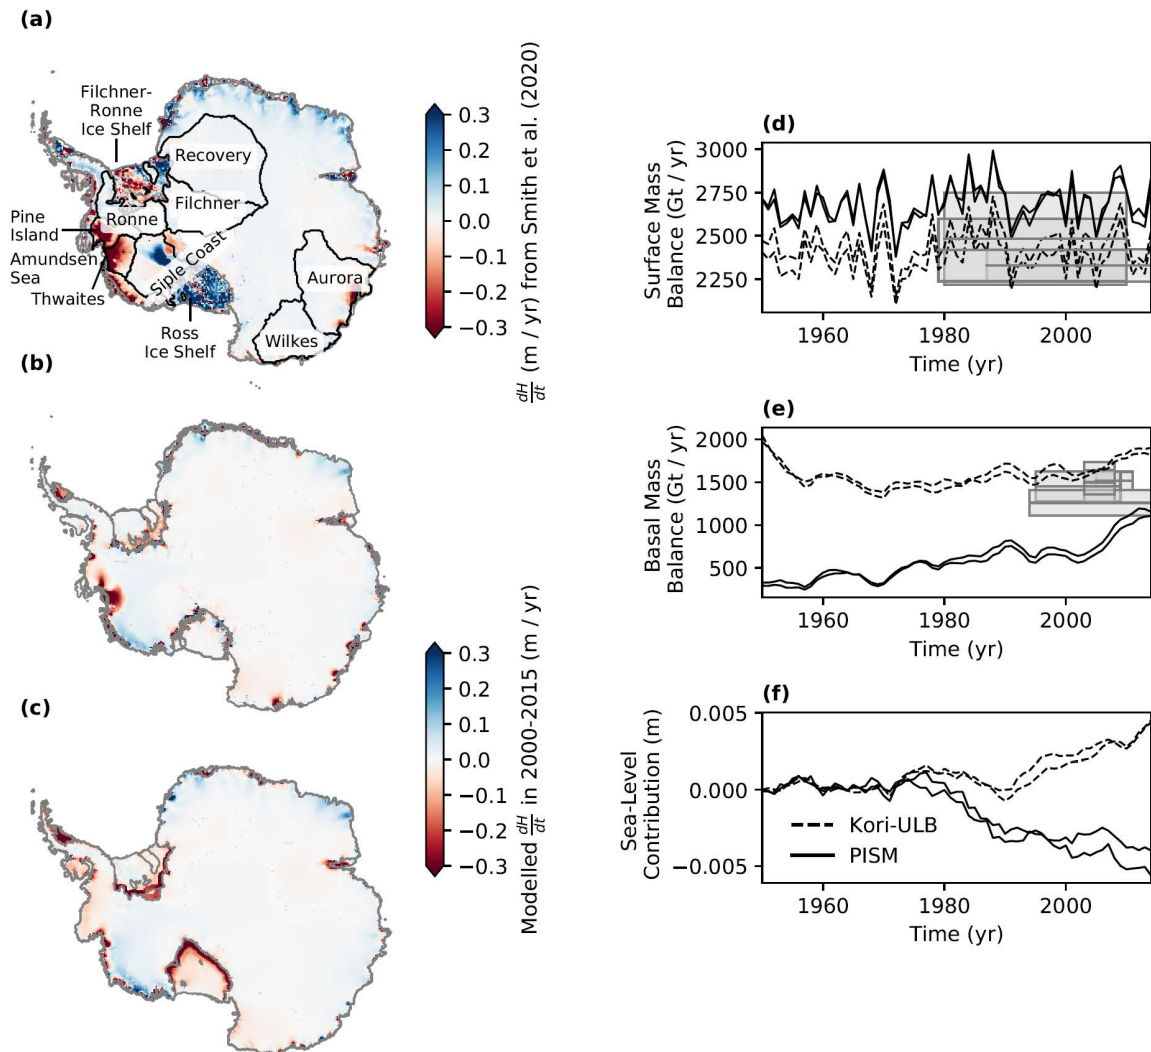 (a)
Filchner-
Ronne
Ice Shelf
Recovery
Filchner
Ronne
Pine
Island
Amundsen
Sea
Thwaites
Siple Coast
Aurora
Ross
Ice Shelf
Wilkes
0.3
0.2
0.1
0.0
−0.1
−0.2
−0.3
dH/dt (m / yr) from Smith et al. (2020)
(b)
(c)
0.3
0.2
0.1
0.0
−0.1
−0.2
−0.3
Modelled dH/dt in 2000-2015 (m / yr)
(d)
Surface Mass
Balance (Gt / yr)
3000
2750
2500
2250
1960 1980 2000
Time (yr)
(e)
Basal Mass
Balance (Gt / yr)
2000
1500
1000
500
1960 1980 2000
Time (yr)
(f)
Sea-Level
Contribution (m)
0.005
0.000
−0.005
Kori-ULB
PISM
1960 1980 2000
Time (yr)